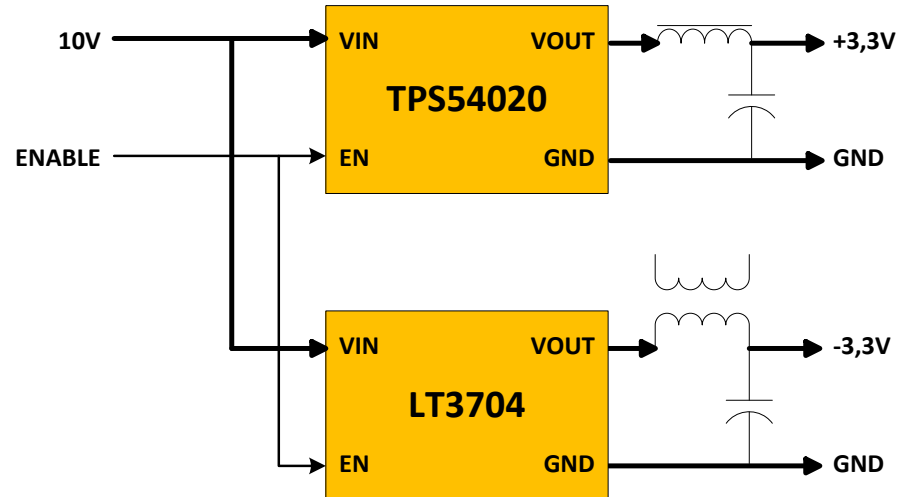 10V
VIN
VOUT
+3,3V
TPS54020
ENABLE
EN
GND
GND
VIN
VOUT
-3,3V
LT3704
EN
GND
GND